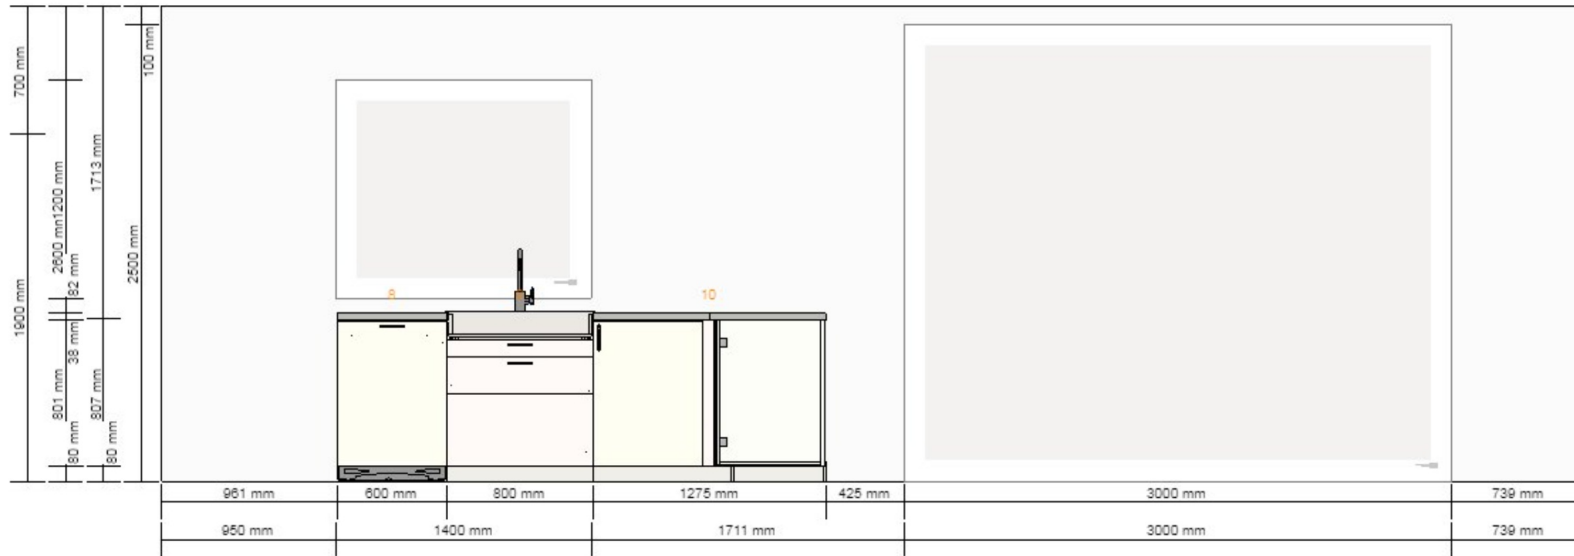 700 mm
1900 mm
2600 mm
1200 mm
82 mm
38 mm
801 mm
80 mm
1713 mm
807 mm
80 mm
100 mm
2500 mm
8
10
961 mm
600 mm
800 mm
1275 mm
425 mm
3000 mm
739 mm
950 mm
1400 mm
1711 mm
3000 mm
739 mm